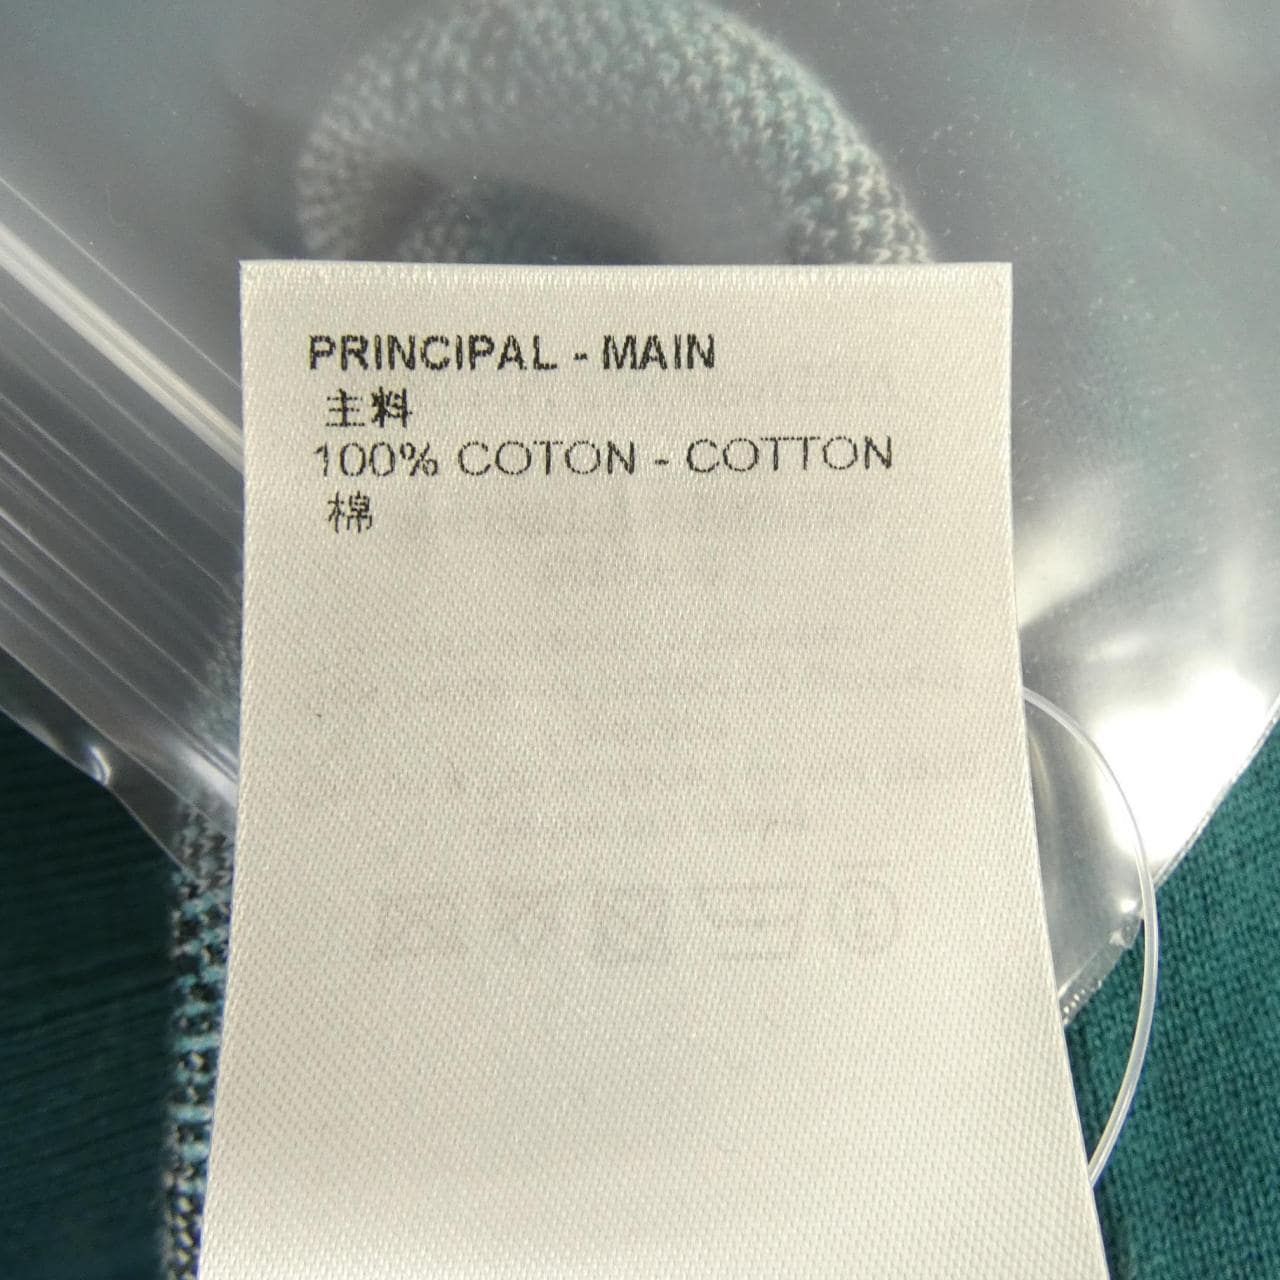 PRINCIPAL - MAIN
主料
100% COTON - COTTON
棉